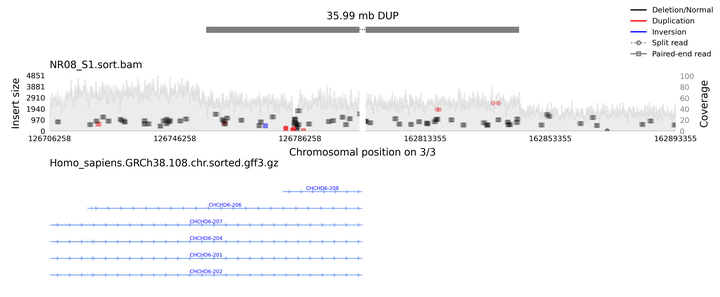 35.99 mb DUP
Deletion/Normal
Duplication
Inversion
Split read
Paired-end read
NR08_S1.sort.bam
Insert size
4851
3881
2910
1940
970
0
100
80
60
40
20
0
Coverage
126706258 126746258 126786258 162813355 162853355 162893355
Chromosomal position on 3/3
Homo_sapiens.GRCh38.108.chr.sorted.gff3.gz
CHCHD6-208
CHCHD6-206
CHCHD6-207
CHCHD6-204
CHCHD6-201
CHCHD6-202